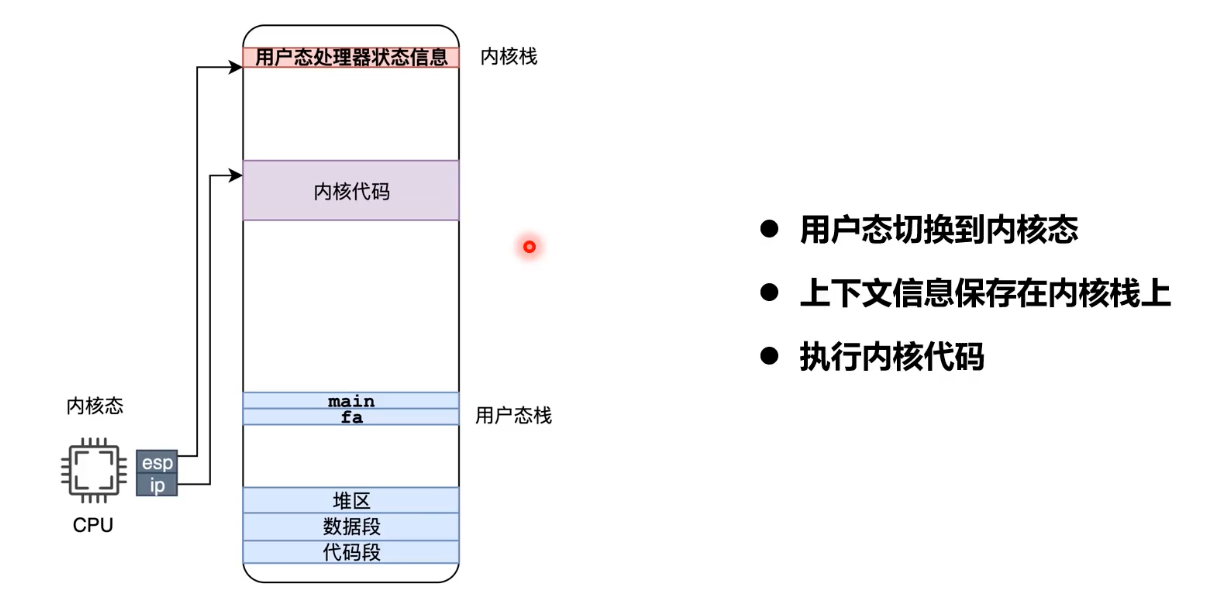 用户态处理器状态信息
内核栈
内核代码
main
fa
用户态栈
内核态
esp
ip
CPU
堆区
数据段
代码段
用户态切换到内核态
上下文信息保存在内核栈上
执行内核代码